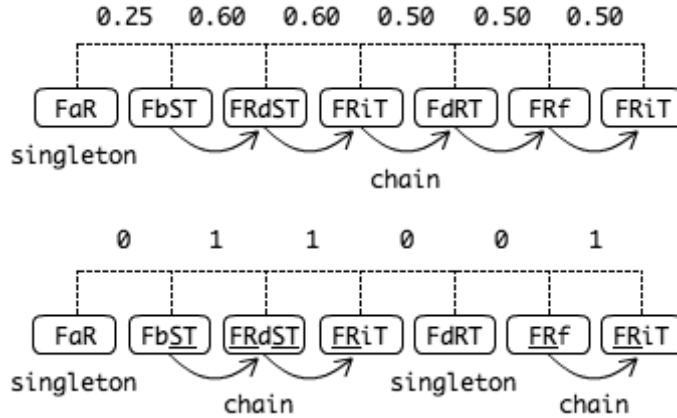 0.25 0.60 0.60 0.50 0.50 0.50
FaR FbST FRdST FRiT FdRT FRf FRiT
singleton
chain
0 1 1 0 0 1
FaR FbST FRdST FRiT FdRT FRf FRiT
singleton singleton
chain chain